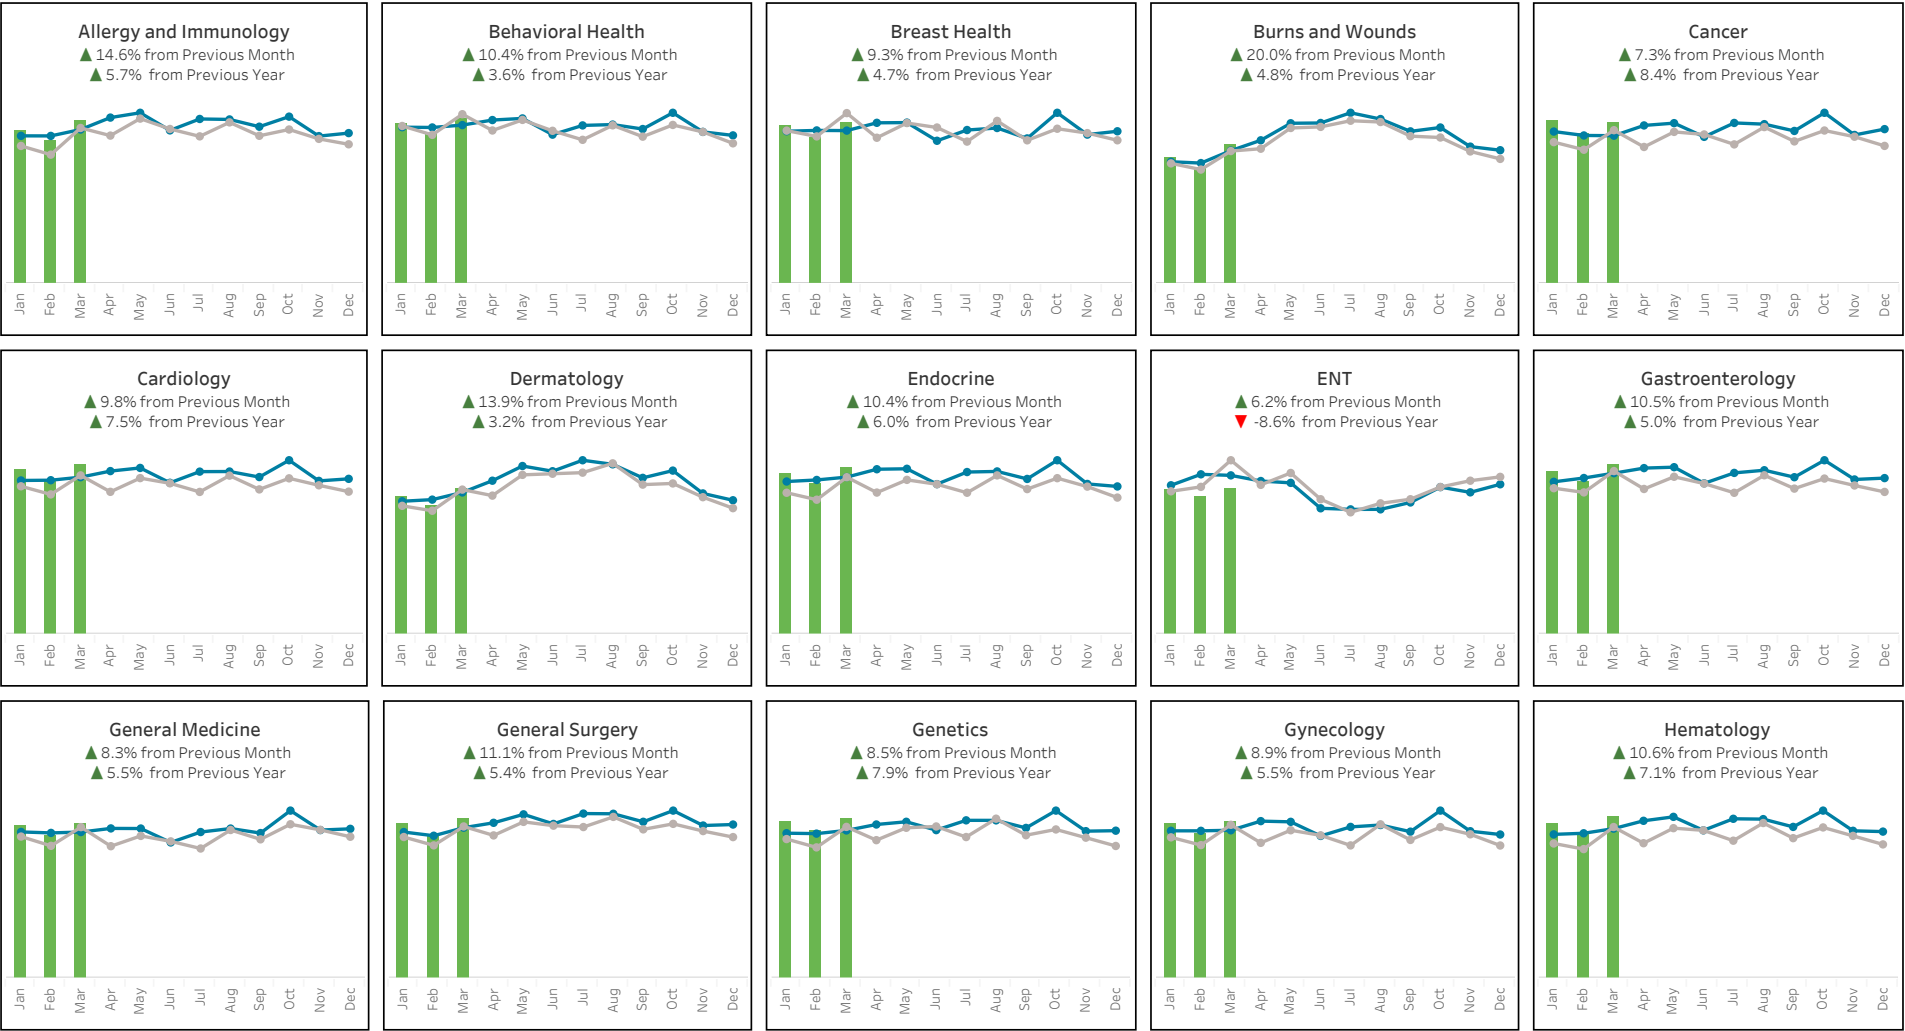 Allergy and Immunology
▲ 14.6% from Previous Month
▲ 5.7% from Previous Year
Jan Feb Mar Apr May Jun Jul Aug Sep Oct Nov Dec
Behavioral Health
▲ 10.4% from Previous Month
▲ 3.6% from Previous Year
Jan Feb Mar Apr May Jun Jul Aug Sep Oct Nov Dec
Breast Health
▲ 9.3% from Previous Month
▲ 4.7% from Previous Year
Jan Feb Mar Apr May Jun Jul Aug Sep Oct Nov Dec
Burns and Wounds
▲ 20.0% from Previous Month
▲ 4.8% from Previous Year
Jan Feb Mar Apr May Jun Jul Aug Sep Oct Nov Dec
Cancer
▲ 7.3% from Previous Month
▲ 8.4% from Previous Year
Jan Feb Mar Apr May Jun Jul Aug Sep Oct Nov Dec
Cardiology
▲ 9.8% from Previous Month
▲ 7.5% from Previous Year
Jan Feb Mar Apr May Jun Jul Aug Sep Oct Nov Dec
Dermatology
▲ 13.9% from Previous Month
▲ 3.2% from Previous Year
Jan Feb Mar Apr May Jun Jul Aug Sep Oct Nov Dec
Endocrine
▲ 10.4% from Previous Month
▲ 6.0% from Previous Year
Jan Feb Mar Apr May Jun Jul Aug Sep Oct Nov Dec
ENT
▲ 6.2% from Previous Month
▼ -8.6% from Previous Year
Jan Feb Mar Apr May Jun Jul Aug Sep Oct Nov Dec
Gastroenterology
▲ 10.5% from Previous Month
▲ 5.0% from Previous Year
Jan Feb Mar Apr May Jun Jul Aug Sep Oct Nov Dec
General Medicine
▲ 8.3% from Previous Month
▲ 5.5% from Previous Year
Jan Feb Mar Apr May Jun Jul Aug Sep Oct Nov Dec
General Surgery
▲ 11.1% from Previous Month
▲ 5.4% from Previous Year
Jan Feb Mar Apr May Jun Jul Aug Sep Oct Nov Dec
Genetics
▲ 8.5% from Previous Month
▲ 7.9% from Previous Year
Jan Feb Mar Apr May Jun Jul Aug Sep Oct Nov Dec
Gynecology
▲ 8.9% from Previous Month
▲ 5.5% from Previous Year
Jan Feb Mar Apr May Jun Jul Aug Sep Oct Nov Dec
Hematology
▲ 10.6% from Previous Month
▲ 7.1% from Previous Year
Jan Feb Mar Apr May Jun Jul Aug Sep Oct Nov Dec